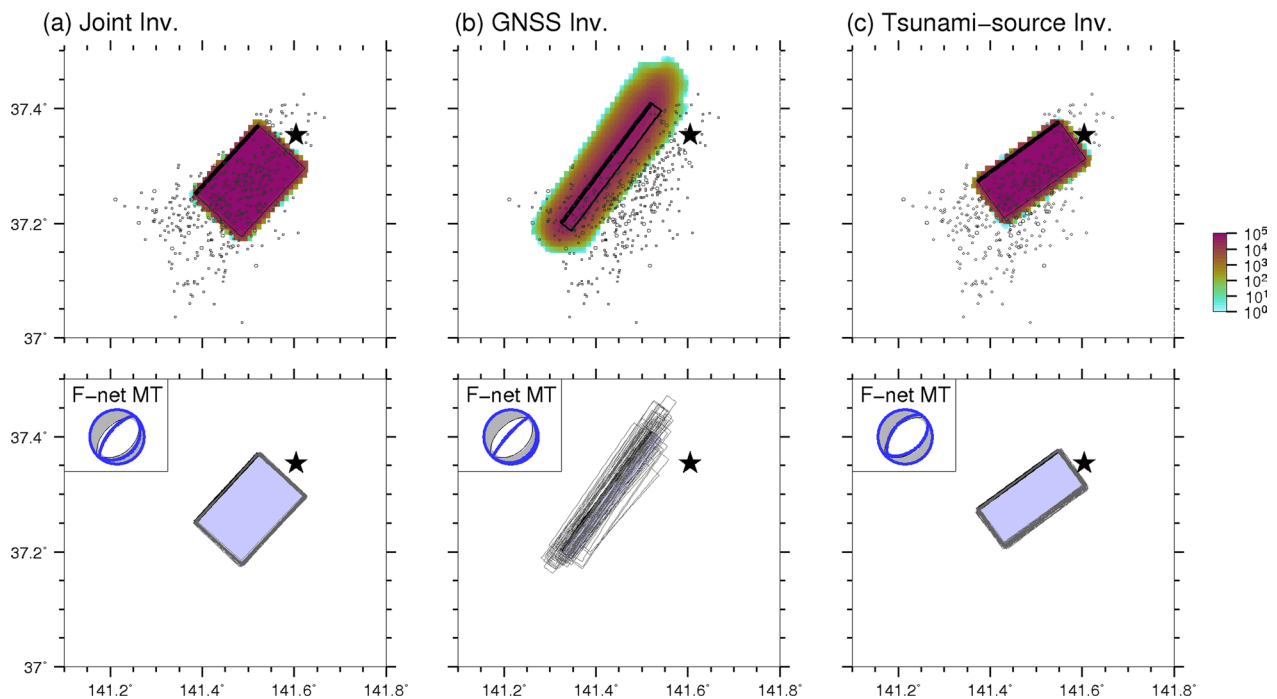 (a) Joint Inv.
(b) GNSS Inv.
(c) Tsunami−source Inv.
37.4°
37.2°
37°
10⁵
10⁴
10³
10²
10¹
10⁰
F−net MT
F−net MT
F−net MT
37.4°
37.2°
37°
141.2° 141.4° 141.6° 141.8°
141.2° 141.4° 141.6° 141.8°
141.2° 141.4° 141.6° 141.8°